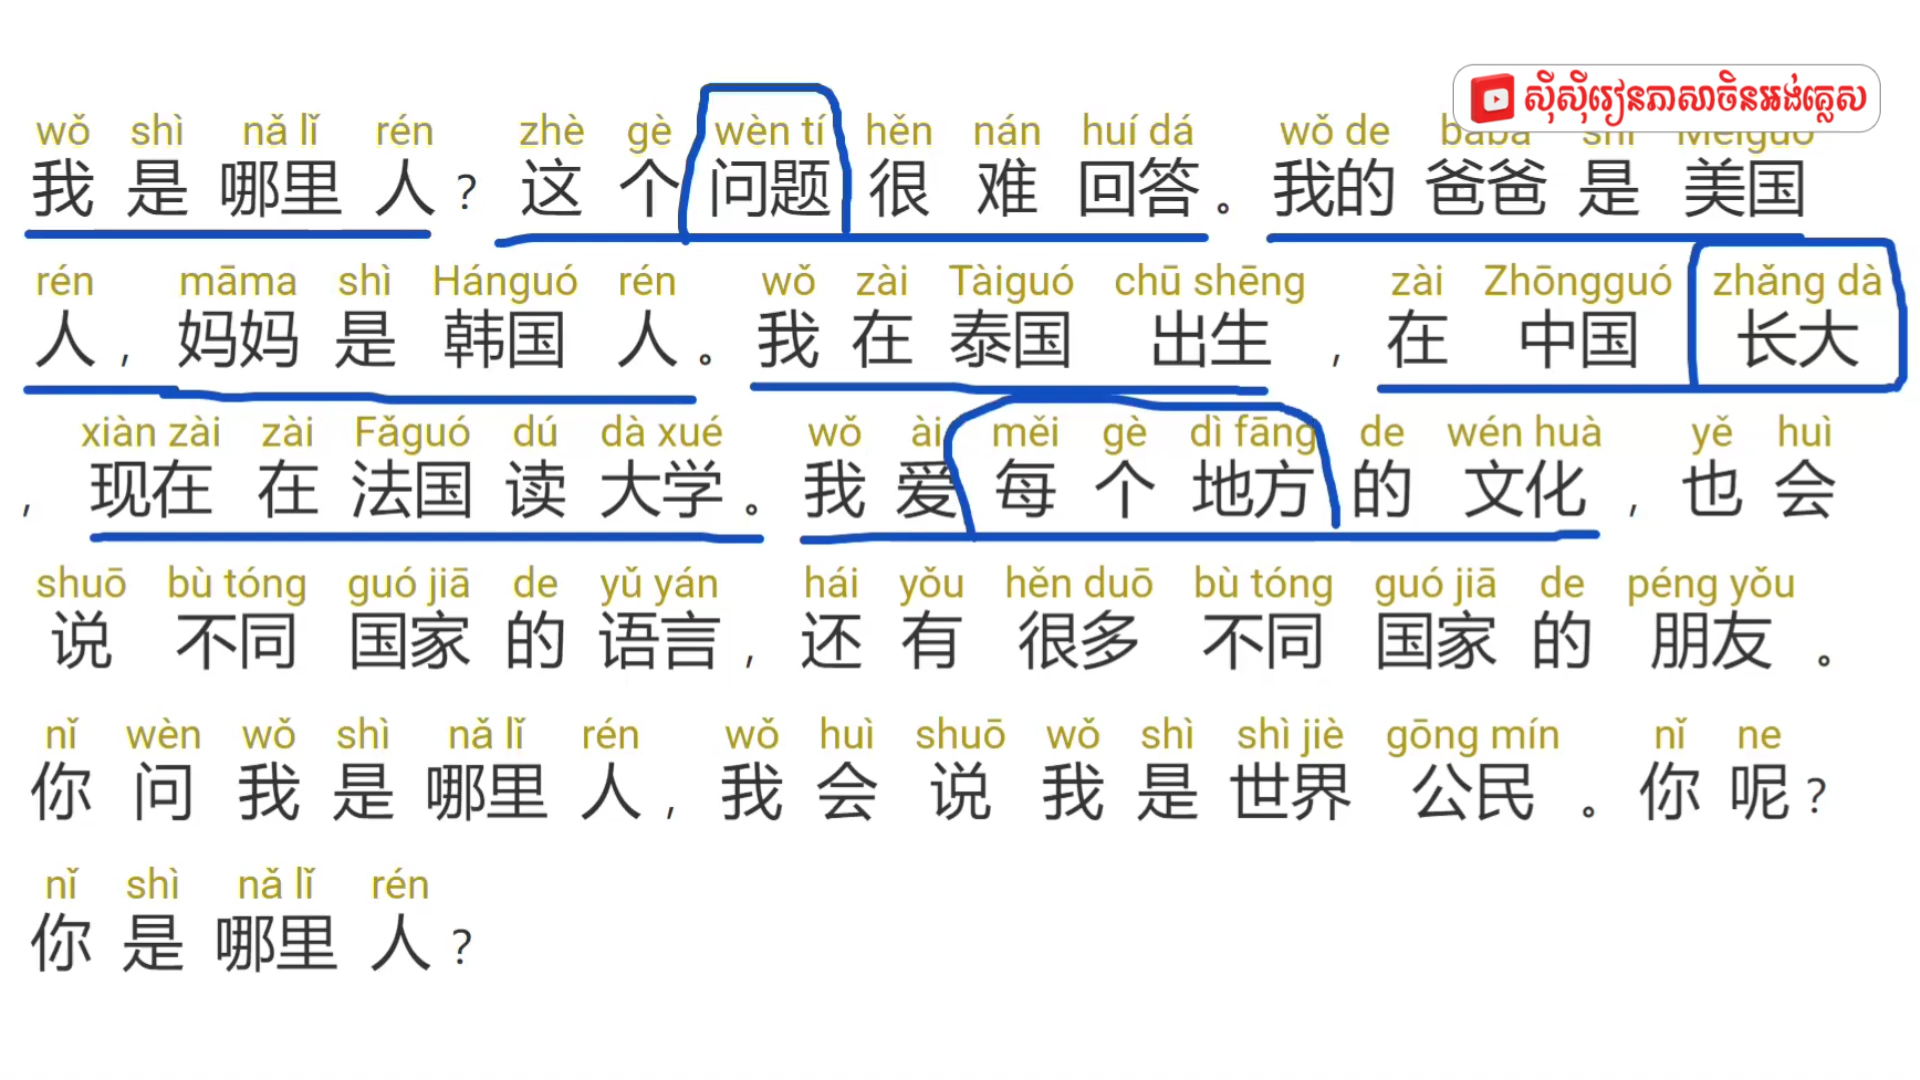 ស៊ីស៊ីរៀនភាសាចិនអង់គ្លេស
wǒ shì nǎ lǐ rén zhè gè wèn tí hěn nán huí dá wǒ de bàba shì Měiguó
我 是 哪里 人 ? 这 个 问题 很 难 回答 。 我的 爸爸 是 美国
rén māma shì Hánguó rén wǒ zài Tàiguó chū shēng zài Zhōngguó zhǎng dà
人 , 妈妈 是 韩国 人 。 我 在 泰国 出生 , 在 中国 长大
xiàn zài zài Fǎguó dú dà xué wǒ ài měi gè dì fāng de wén huà yě huì
, 现在 在 法国 读 大学 。 我 爱 每 个 地方 的 文化 , 也 会
shuō bù tóng guó jiā de yǔ yán hái yǒu hěn duō bù tóng guó jiā de péng yǒu
说 不同 国家 的 语言 , 还 有 很多 不同 国家 的 朋友 。
nǐ wèn wǒ shì nǎ lǐ rén wǒ huì shuō wǒ shì shì jiè gōng mín nǐ ne
你 问 我 是 哪里 人 , 我 会 说 我 是 世界 公民 。 你 呢 ?
nǐ shì nǎ lǐ rén
你 是 哪里 人 ?